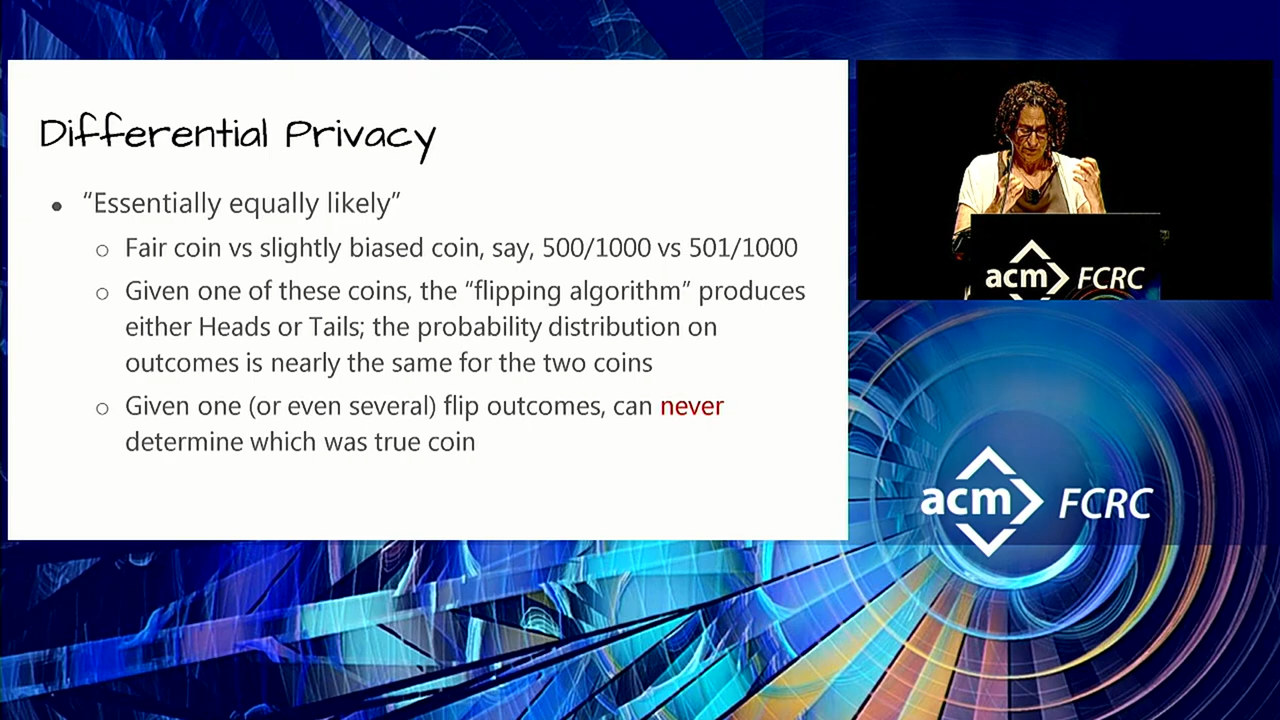 Differential Privacy
● “Essentially equally likely”
○ Fair coin vs slightly biased coin, say, 500/1000 vs 501/1000
○ Given one of these coins, the “flipping algorithm” produces
either Heads or Tails; the probability distribution on
outcomes is nearly the same for the two coins
○ Given one (or even several) flip outcomes, can never
determine which was true coin
acm FCRC
acm FCRC